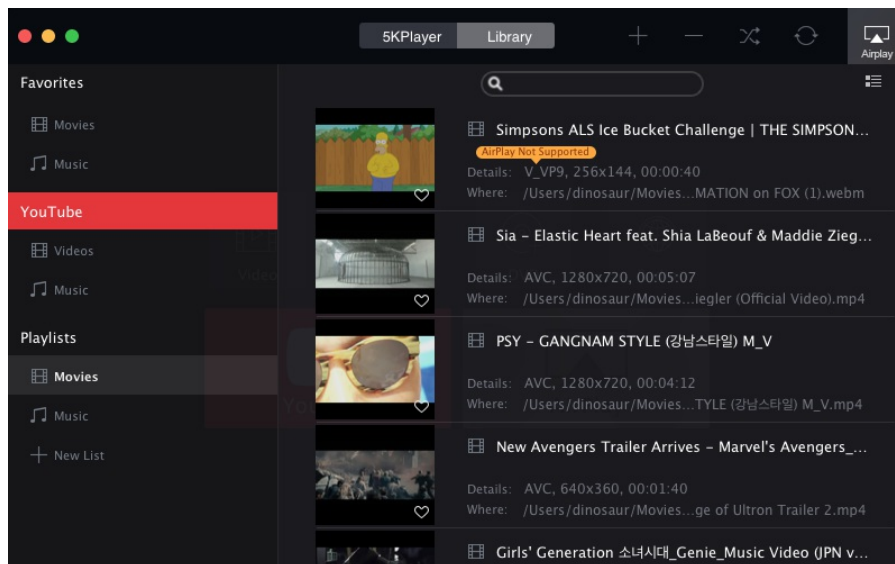 5KPlayer Library
Airplay
Favorites
Movies
Music
YouTube
Videos
Music
Playlists
Movies
Music
New List
Simpsons ALS Ice Bucket Challenge | THE SIMPSON...
AirPlay Not Supported
Details: V_VP9, 256x144, 00:00:40
Where: /Users/dinosaur/Movies...MATION on FOX (1).webm
Sia – Elastic Heart feat. Shia LaBeouf & Maddie Zieg...
Details: AVC, 1280x720, 00:05:07
Where: /Users/dinosaur/Movies...iegler (Official Video).mp4
PSY – GANGNAM STYLE (강남스타일) M_V
Details: AVC, 1280x720, 00:04:12
Where: /Users/dinosaur/Movies...TYLE (강남스타일) M_V.mp4
New Avengers Trailer Arrives – Marvel's Avengers_...
Details: AVC, 640x360, 00:01:40
Where: /Users/dinosaur/Movies...ge of Ultron Trailer 2.mp4
Girls' Generation 소녀시대_Genie_Music Video (JPN v...